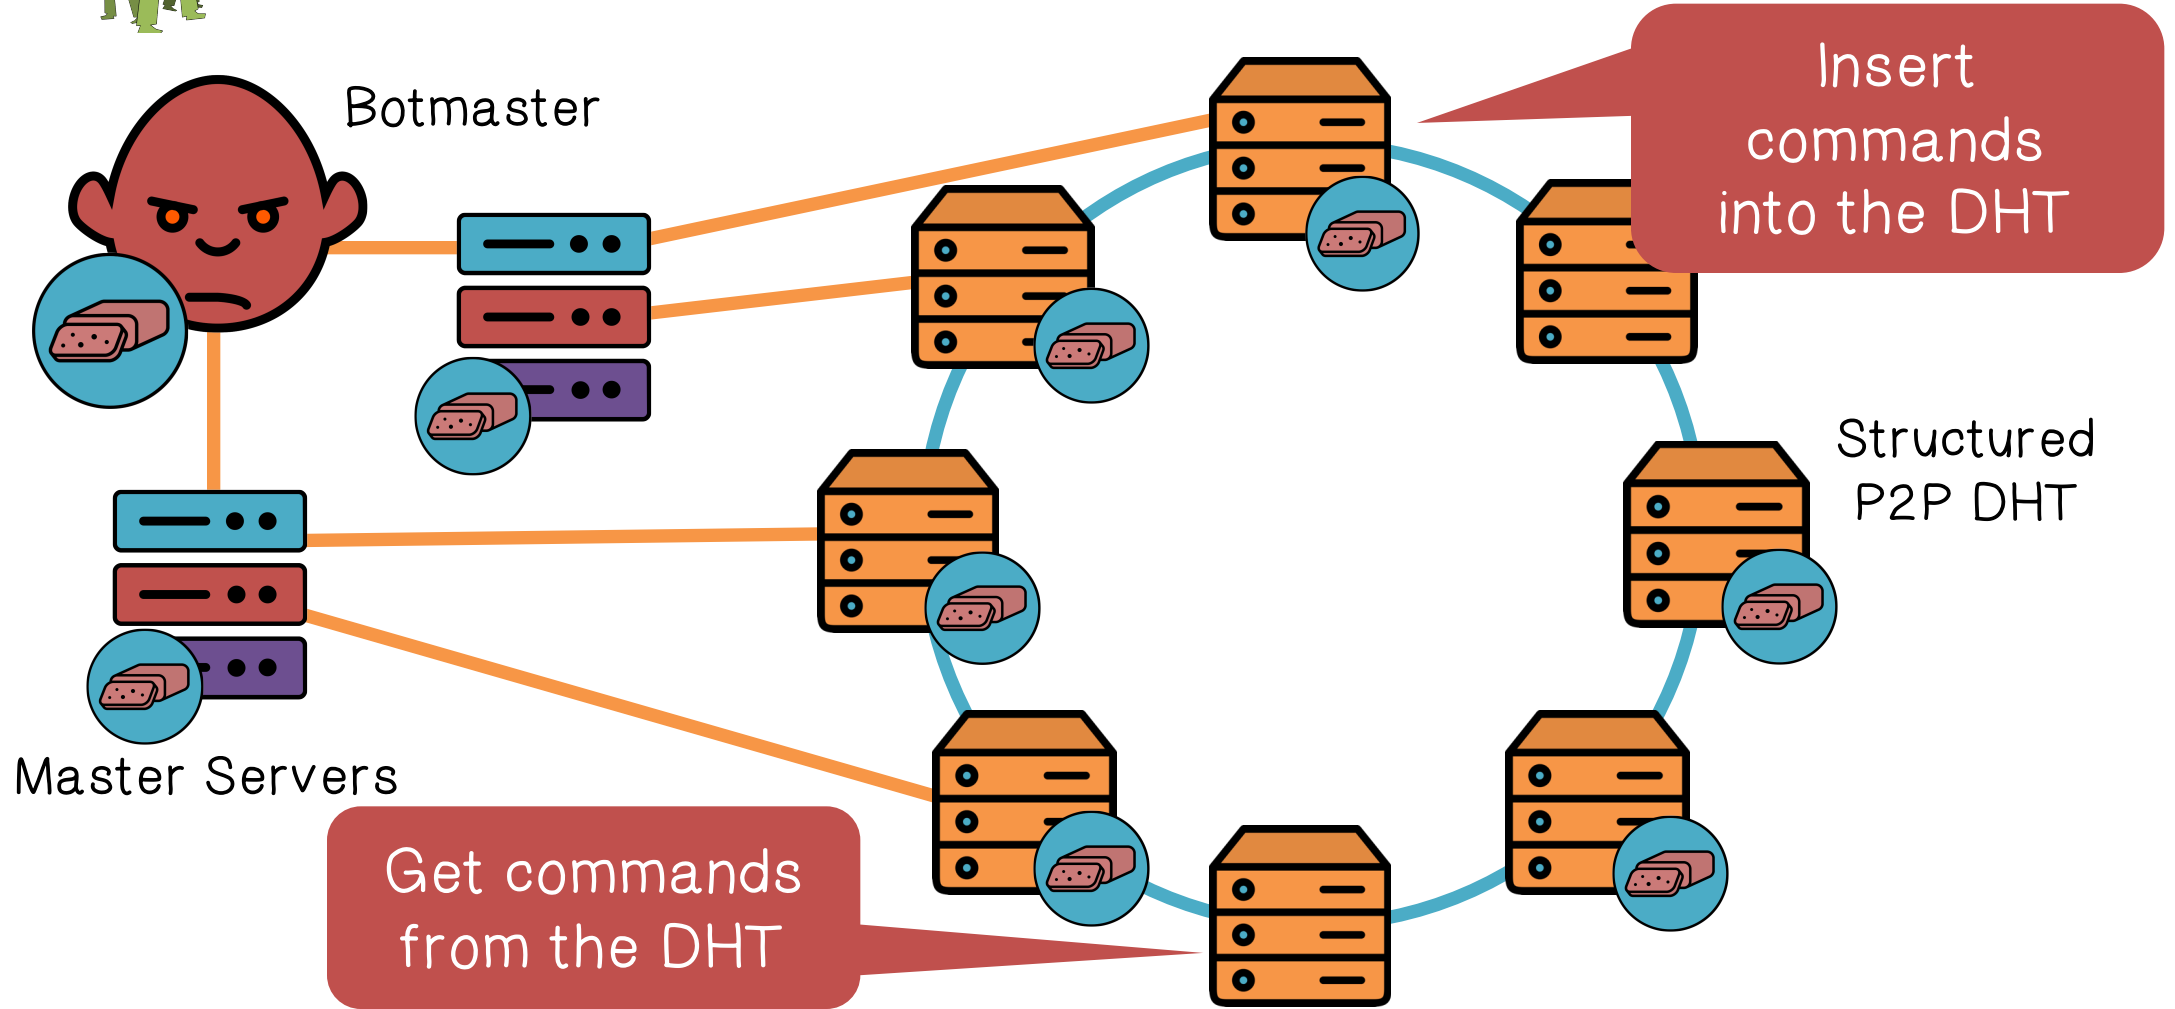 Botmaster
Insert
commands
into the DHT
Structured
P2P DHT
Master Servers
Get commands
from the DHT